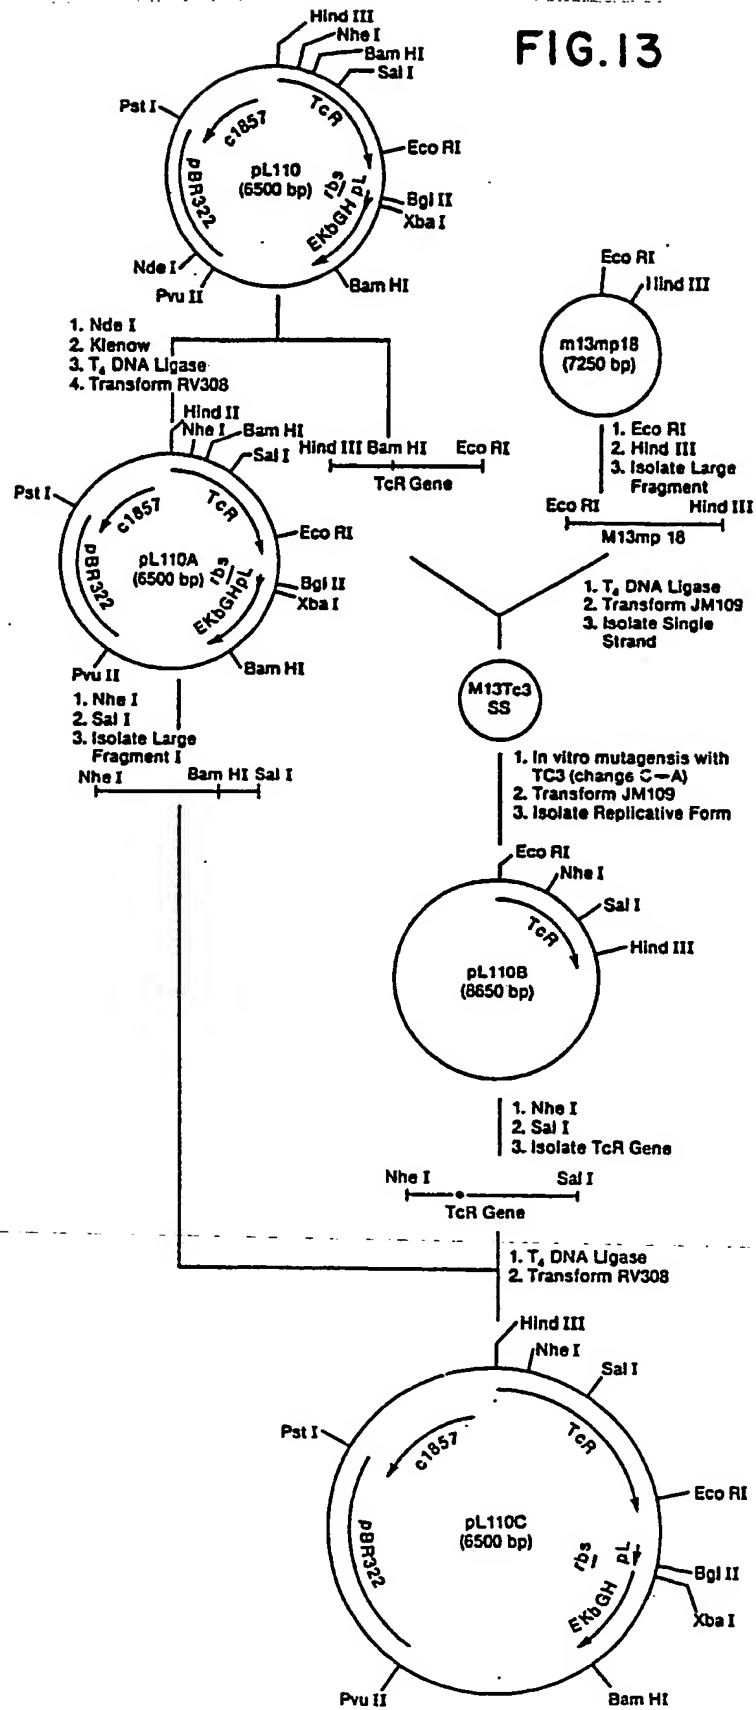 FIG.13
Hind III
Nhe I
Bam HI
Sal I
Pst I
TcR
c1857
Eco RI
pL110
(6500 bp)
rbs
pL
pBR322
EKbGH
Bgl II
Xba I
Nde I
Pvu II
Bam HI
Eco RI
Hind III
m13mp18
(7250 bp)
1. Nde I
2. Klenow
3. T4 DNA Ligase
4. Transform RV308
1. Eco RI
2. Hind III
3. Isolate Large
Fragment
Hind III Bam HI Eco RI
TcR Gene
Eco RI Hind III
M13mp 18
Hind II
Nhe I
Bam HI
Sal I
Pst I
TcR
c1857
Eco RI
pL110A
(6500 bp)
rbs
pL
pBR322
EKbGH
Bgl II
Xba I
Pvu II
Bam HI
1. T4 DNA Ligase
2. Transform JM109
3. Isolate Single
Strand
M13Tc3
SS
1. Nhe I
2. Sal I
3. Isolate Large
Fragment I
Nhe I Bam HI Sal I
1. In vitro mutagensis with
TC3 (change C→A)
2. Transform JM109
3. Isolate Replicative Form
Eco RI
Nhe I
Sal I
TcR
Hind III
pL110B
(8650 bp)
1. Nhe I
2. Sal I
3. Isolate TcR Gene
Nhe I Sal I
TcR Gene
1. T4 DNA Ligase
2. Transform RV308
Hind III
Nhe I
Sal I
Pst I
TcR
c1857
Eco RI
pL110C
(6500 bp)
rbs
pL
pBR322
EKbGH
Bgl II
Xba I
Pvu II
Bam HI